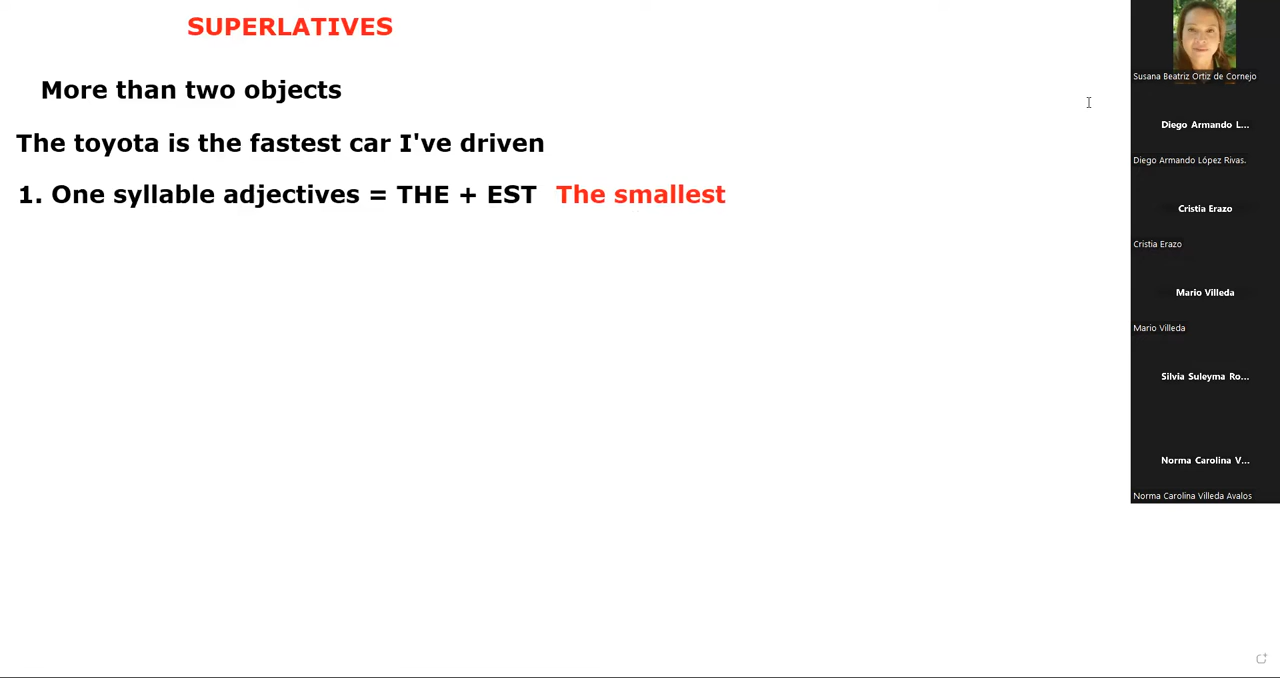 SUPERLATIVES
More than two objects
The toyota is the fastest car I've driven
1. One syllable adjectives = THE + EST The smallest
Susana Beatriz Ortiz de Cornejo
Diego Armando L...
Diego Armando López Rivas.
Cristia Erazo
Cristia Erazo
Mario Villeda
Mario Villeda
Silvia Suleyma Ro...
Norma Carolina V...
Norma Carolina Villeda Avalos